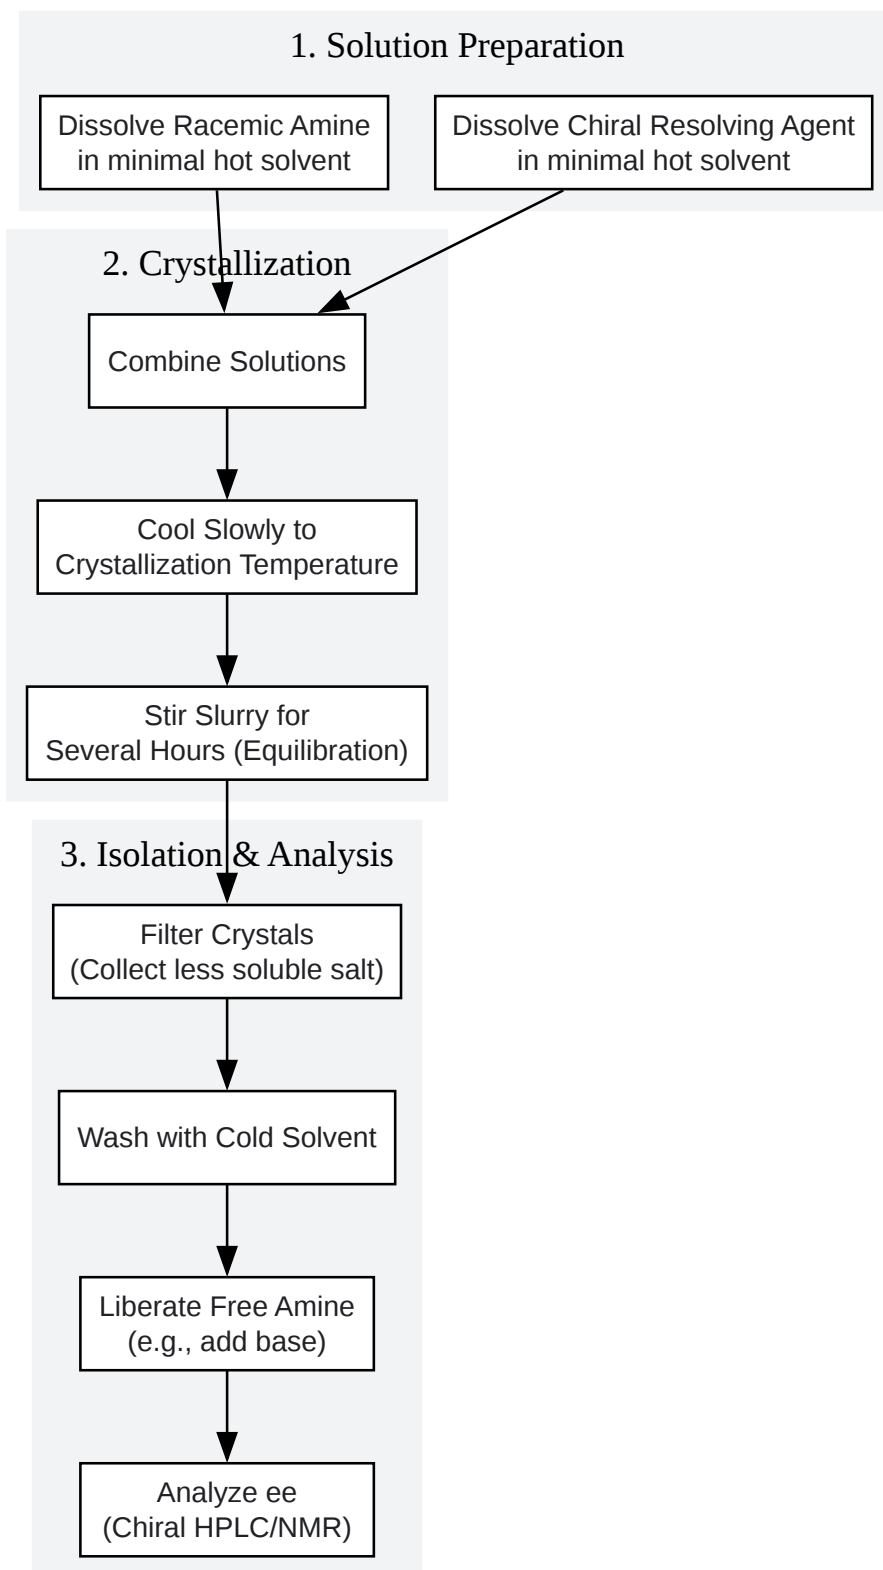 1. Solution Preparation
Dissolve Racemic Amine
in minimal hot solvent
Dissolve Chiral Resolving Agent
in minimal hot solvent
2. Crystallization
Combine Solutions
Cool Slowly to
Crystallization Temperature
Stir Slurry for
Several Hours (Equilibration)
3. Isolation & Analysis
Filter Crystals
(Collect less soluble salt)
Wash with Cold Solvent
Liberate Free Amine
(e.g., add base)
Analyze ee
(Chiral HPLC/NMR)